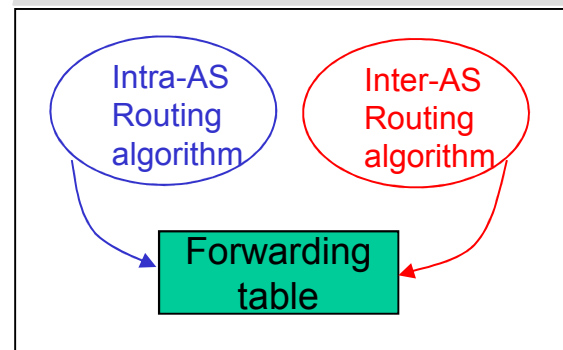 Intra-AS
Routing
algorithm
Inter-AS
Routing
algorithm
Forwarding
table